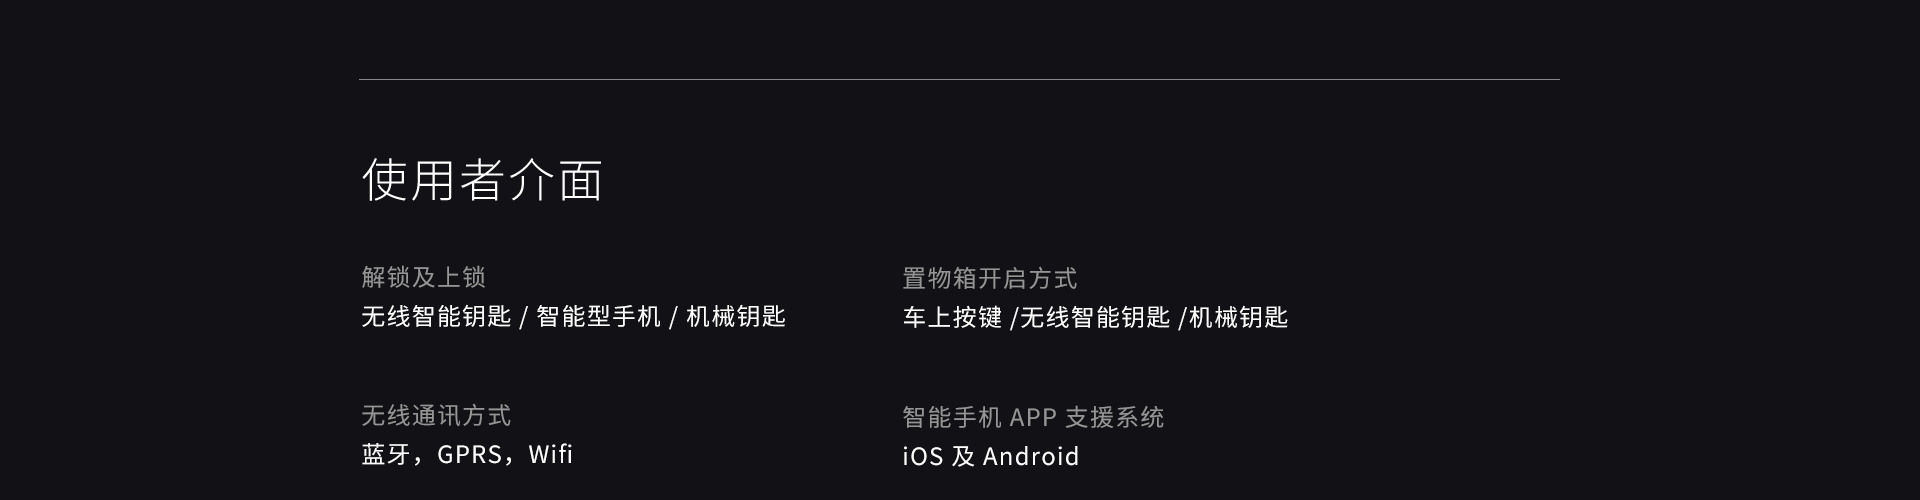 使用者介面
解锁及上锁
无线智能钥匙 / 智能型手机 / 机械钥匙
置物箱开启方式
车上按键 /无线智能钥匙 /机械钥匙
无线通讯方式
蓝牙，GPRS，Wifi
智能手机 APP 支援系统
iOS 及 Android